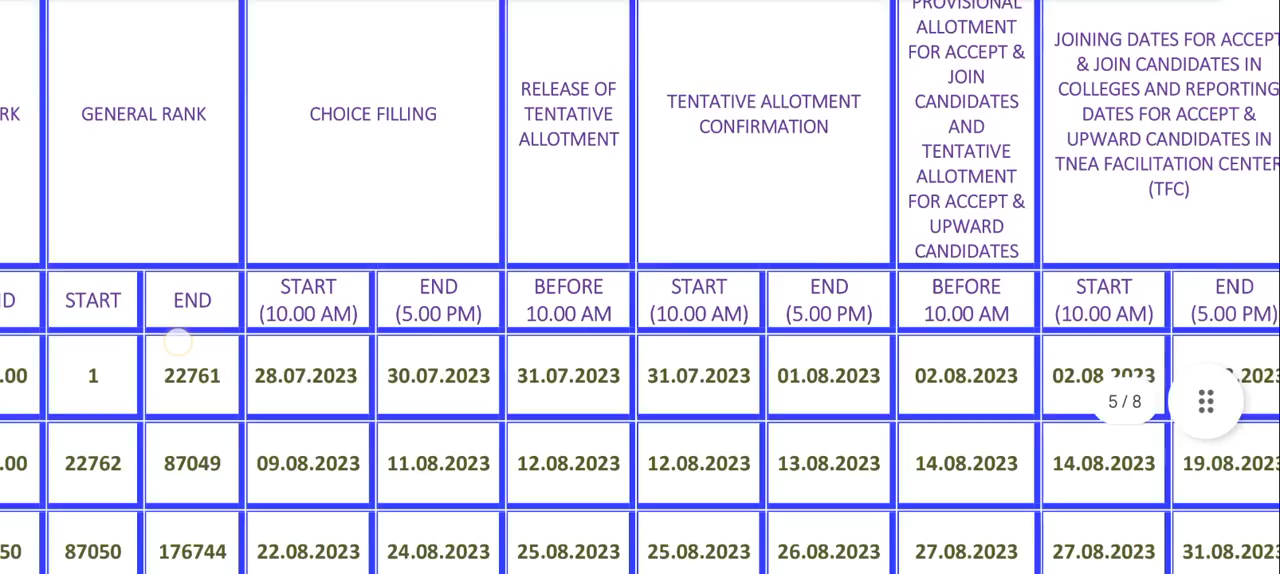 PROVISIONAL
ALLOTMENT
FOR ACCEPT &
JOIN
CANDIDATES
AND
TENTATIVE
ALLOTMENT
FOR ACCEPT &
UPWARD
CANDIDATES
JOINING DATES FOR ACCEPT
& JOIN CANDIDATES IN
COLLEGES AND REPORTING
DATES FOR ACCEPT &
UPWARD CANDIDATES IN
TNEA FACILITATION CENTER
(TFC)
RK
GENERAL RANK
CHOICE FILLING
RELEASE OF
TENTATIVE
ALLOTMENT
TENTATIVE ALLOTMENT
CONFIRMATION
START
END
START
(10.00 AM)
END
(5.00 PM)
BEFORE
10.00 AM
START
(10.00 AM)
END
(5.00 PM)
BEFORE
10.00 AM
START
(10.00 AM)
END
(5.00 PM)
.00 1 22761 28.07.2023 30.07.2023 31.07.2023 31.07.2023 01.08.2023 02.08.2023 02.08.2023
5 / 8
.00 22762 87049 09.08.2023 11.08.2023 12.08.2023 12.08.2023 13.08.2023 14.08.2023 14.08.2023 19.08.2023
50 87050 176744 22.08.2023 24.08.2023 25.08.2023 25.08.2023 26.08.2023 27.08.2023 27.08.2023 31.08.2023